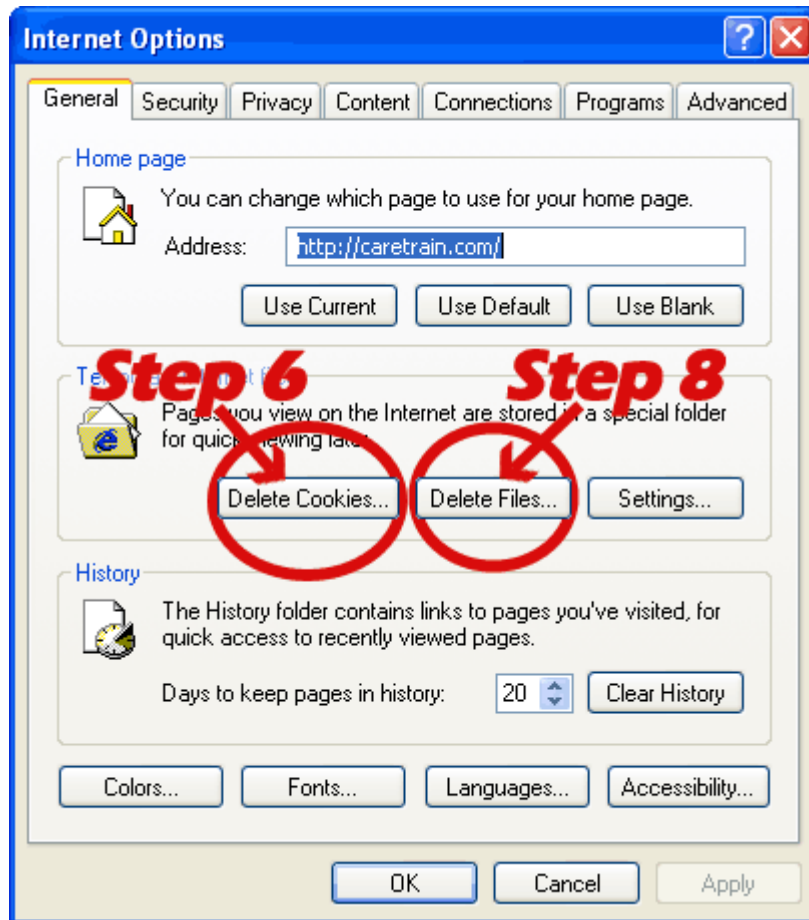 Internet Options
General Security Privacy Content Connections Programs Advanced
Home page
You can change which page to use for your home page.
Address: http://caretrain.com/
Use Current Use Default Use Blank
Step 6 Step 8
Pages you view on the Internet are stored in a special folder
for quick viewing later.
Delete Cookies... Delete Files... Settings...
History
The History folder contains links to pages you've visited, for
quick access to recently viewed pages.
Days to keep pages in history: 20 Clear History
Colors... Fonts... Languages... Accessibility...
OK Cancel Apply